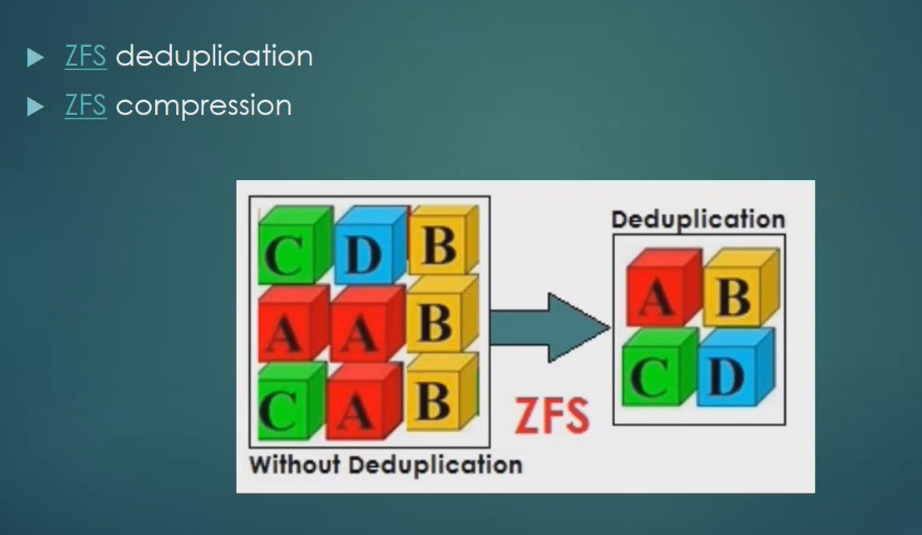 ZFS deduplication
ZFS compression
C D B
A A B
C A B
Without Deduplication
ZFS
Deduplication
A B
C D